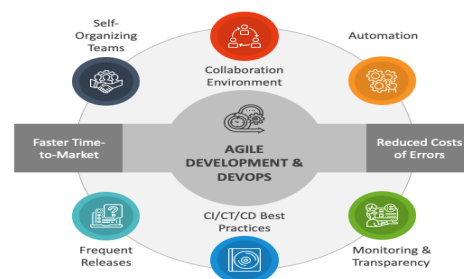 Self-
Organizing
Teams
Collaboration
Environment
Automation
Faster Time-
to-Market
AGILE
DEVELOPMENT &
DEVOPS
Reduced Costs
of Errors
Frequent
Releases
CI/CT/CD Best
Practices
Monitoring &
Transparency